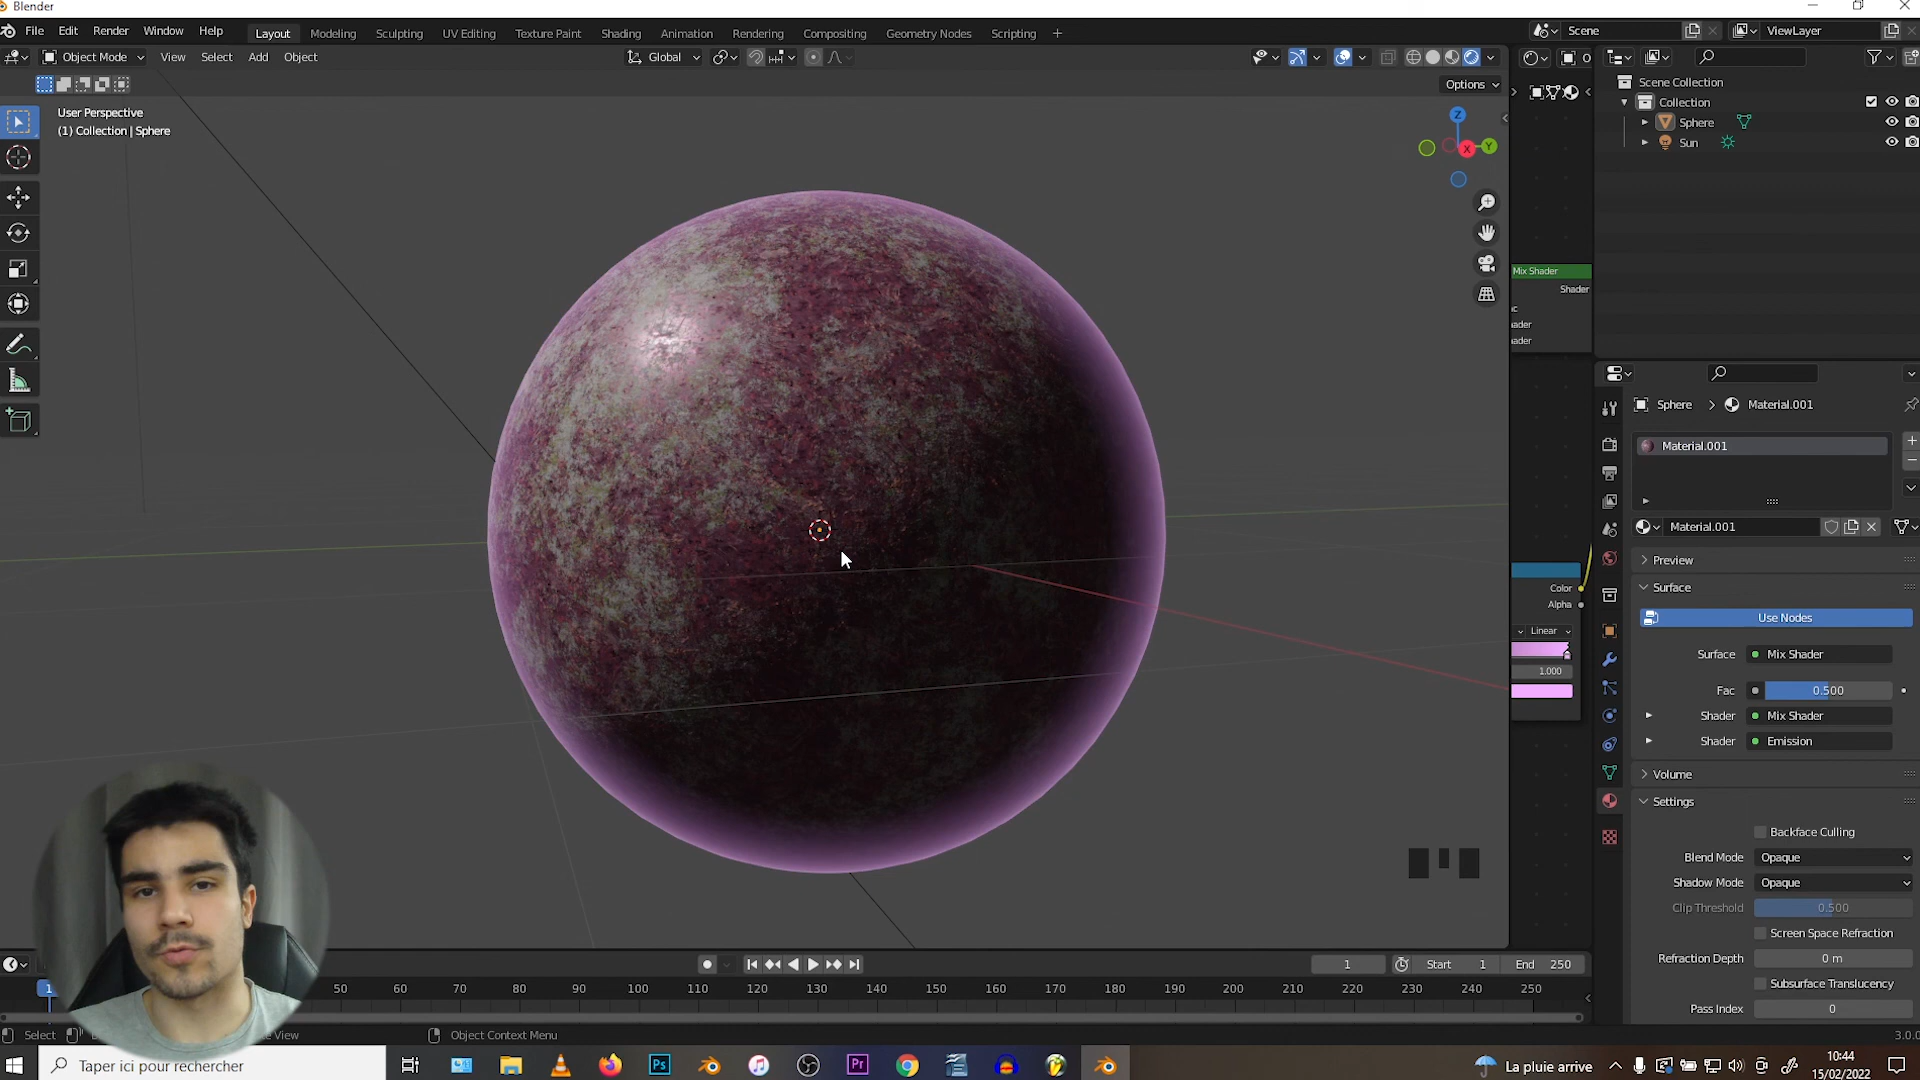 Blender
File Edit Render Window Help Layout Modeling Sculpting UV Editing Texture Paint Shading Animation Rendering Compositing Geometry Nodes Scripting + Scene ViewLayer
Object Mode View Select Add Object Global
Options
User Perspective
(1) Collection | Sphere
Z
X
Y
Scene Collection
Collection
Sphere
Sun
Mix Shader
Shader
Color
Alpha
Linear
1.000
Sphere > Material.001
Material.001
Material.001
Preview
Surface
Use Nodes
Surface Mix Shader
Fac 0.500
Shader Mix Shader
Shader Emission
Volume
Settings
Backface Culling
Blend Mode Opaque
Shadow Mode Opaque
Clip Threshold 0.500
Screen Space Refraction
Refraction Depth 0 m
Subsurface Translucency
Pass Index 0
1 Start 1 End 250
1 50 60 70 80 90 100 110 120 130 140 150 160 170 180 190 200 210 220 230 240 250
Select View Object Context Menu 3.0.0
Taper ici pour rechercher
Ps
Pr
La pluie arrive
10:44
15/02/2022